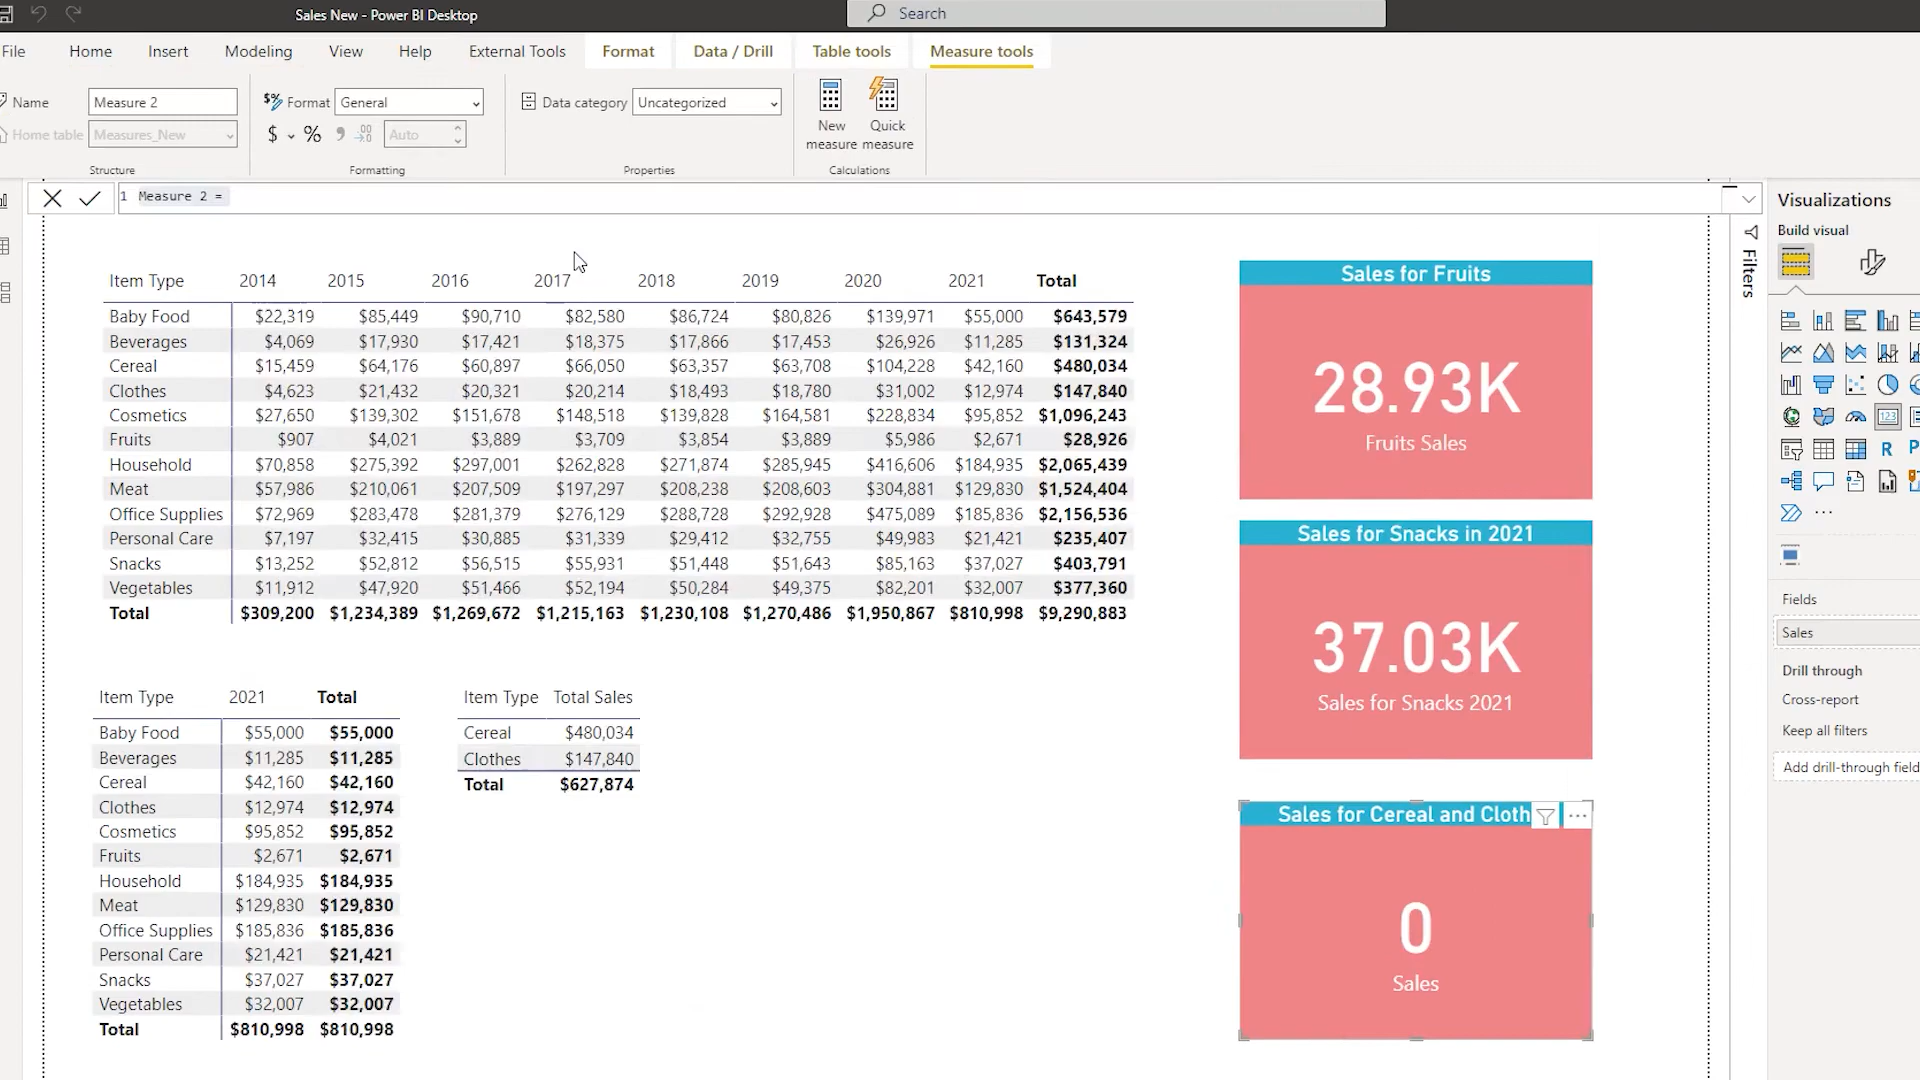 Sales New - Power BI Desktop
Search
File Home Insert Modeling View Help External Tools Format Data / Drill Table tools Measure tools
Name Measure 2 Format General Data category Uncategorized New measure Quick measure
Home table Measures_New $ % Auto
Structure Formatting Properties Calculations
1 Measure 2 =
Item Type 2014 2015 2016 2017 2018 2019 2020 2021 Total
Baby Food $22,319 $85,449 $90,710 $82,580 $86,724 $80,826 $139,971 $55,000 $643,579
Beverages $4,069 $17,930 $17,421 $18,375 $17,866 $17,453 $26,926 $11,285 $131,324
Cereal $15,459 $64,176 $60,897 $66,050 $63,357 $63,708 $104,228 $42,160 $480,034
Clothes $4,623 $21,432 $20,321 $20,214 $18,493 $18,780 $31,002 $12,974 $147,840
Cosmetics $27,650 $139,302 $151,678 $148,518 $139,828 $164,581 $228,834 $95,852 $1,096,243
Fruits $907 $4,021 $3,889 $3,709 $3,854 $3,889 $5,986 $2,671 $28,926
Household $70,858 $275,392 $297,001 $262,828 $271,874 $285,945 $416,606 $184,935 $2,065,439
Meat $57,986 $210,061 $207,509 $197,297 $208,238 $208,603 $304,881 $129,830 $1,524,404
Office Supplies $72,969 $283,478 $281,379 $276,129 $288,728 $292,928 $475,089 $185,836 $2,156,536
Personal Care $7,197 $32,415 $30,885 $31,339 $29,412 $32,755 $49,983 $21,421 $235,407
Snacks $13,252 $52,812 $56,515 $55,931 $51,448 $51,643 $85,163 $37,027 $403,791
Vegetables $11,912 $47,920 $51,466 $52,194 $50,284 $49,375 $82,201 $32,007 $377,360
Total $309,200 $1,234,389 $1,269,672 $1,215,163 $1,230,108 $1,270,486 $1,950,867 $810,998 $9,290,883
Item Type 2021 Total
Baby Food $55,000 $55,000
Beverages $11,285 $11,285
Cereal $42,160 $42,160
Clothes $12,974 $12,974
Cosmetics $95,852 $95,852
Fruits $2,671 $2,671
Household $184,935 $184,935
Meat $129,830 $129,830
Office Supplies $185,836 $185,836
Personal Care $21,421 $21,421
Snacks $37,027 $37,027
Vegetables $32,007 $32,007
Total $810,998 $810,998
Item Type Total Sales
Cereal $480,034
Clothes $147,840
Total $627,874
Sales for Fruits
28.93K
Fruits Sales
Sales for Snacks in 2021
37.03K
Sales for Snacks 2021
Sales for Cereal and Cloth
0
Sales
Filters
Visualizations
Build visual
123
R
Fields
Sales
Drill through
Cross-report
Keep all filters
Add drill-through field